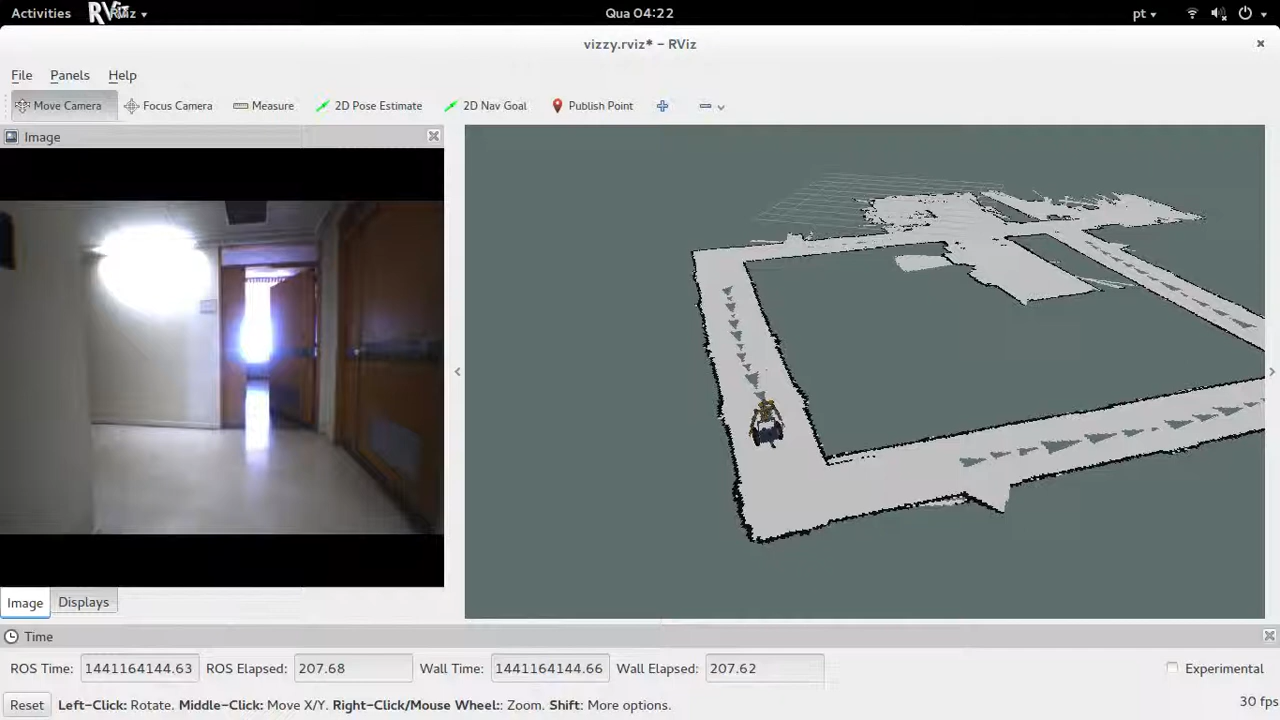 Activities RViz Qua 04:22 pt
vizzy.rviz* – RViz
File Panels Help
Move Camera Focus Camera Measure 2D Pose Estimate 2D Nav Goal Publish Point
Image
Image Displays
Time
ROS Time: 1441164144.63 ROS Elapsed: 207.68 Wall Time: 1441164144.66 Wall Elapsed: 207.62 Experimental
Reset Left-Click: Rotate. Middle-Click: Move X/Y. Right-Click/Mouse Wheel:: Zoom. Shift: More options. 30 fps